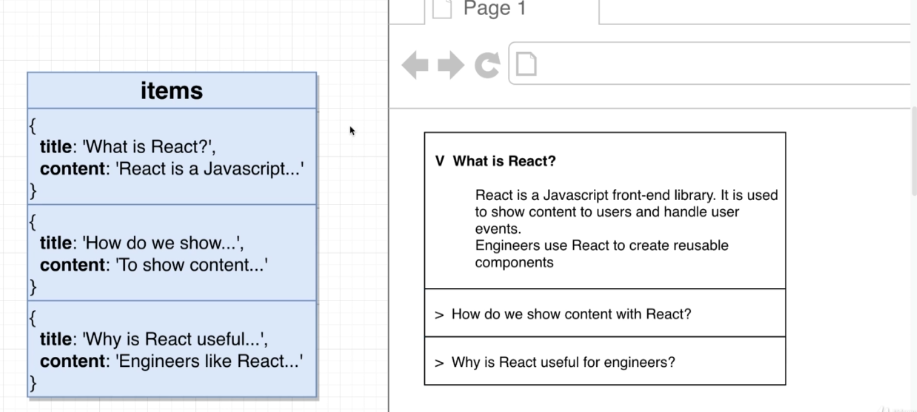 Page 1
items
{
title: 'What is React?',
content: 'React is a Javascript...'
}
{
title: 'How do we show...',
content: 'To show content...'
}
{
title: 'Why is React useful...',
content: 'Engineers like React...'
}
V What is React?
React is a Javascript front-end library. It is used
to show content to users and handle user
events.
Engineers use React to create reusable
components
> How do we show content with React?
> Why is React useful for engineers?